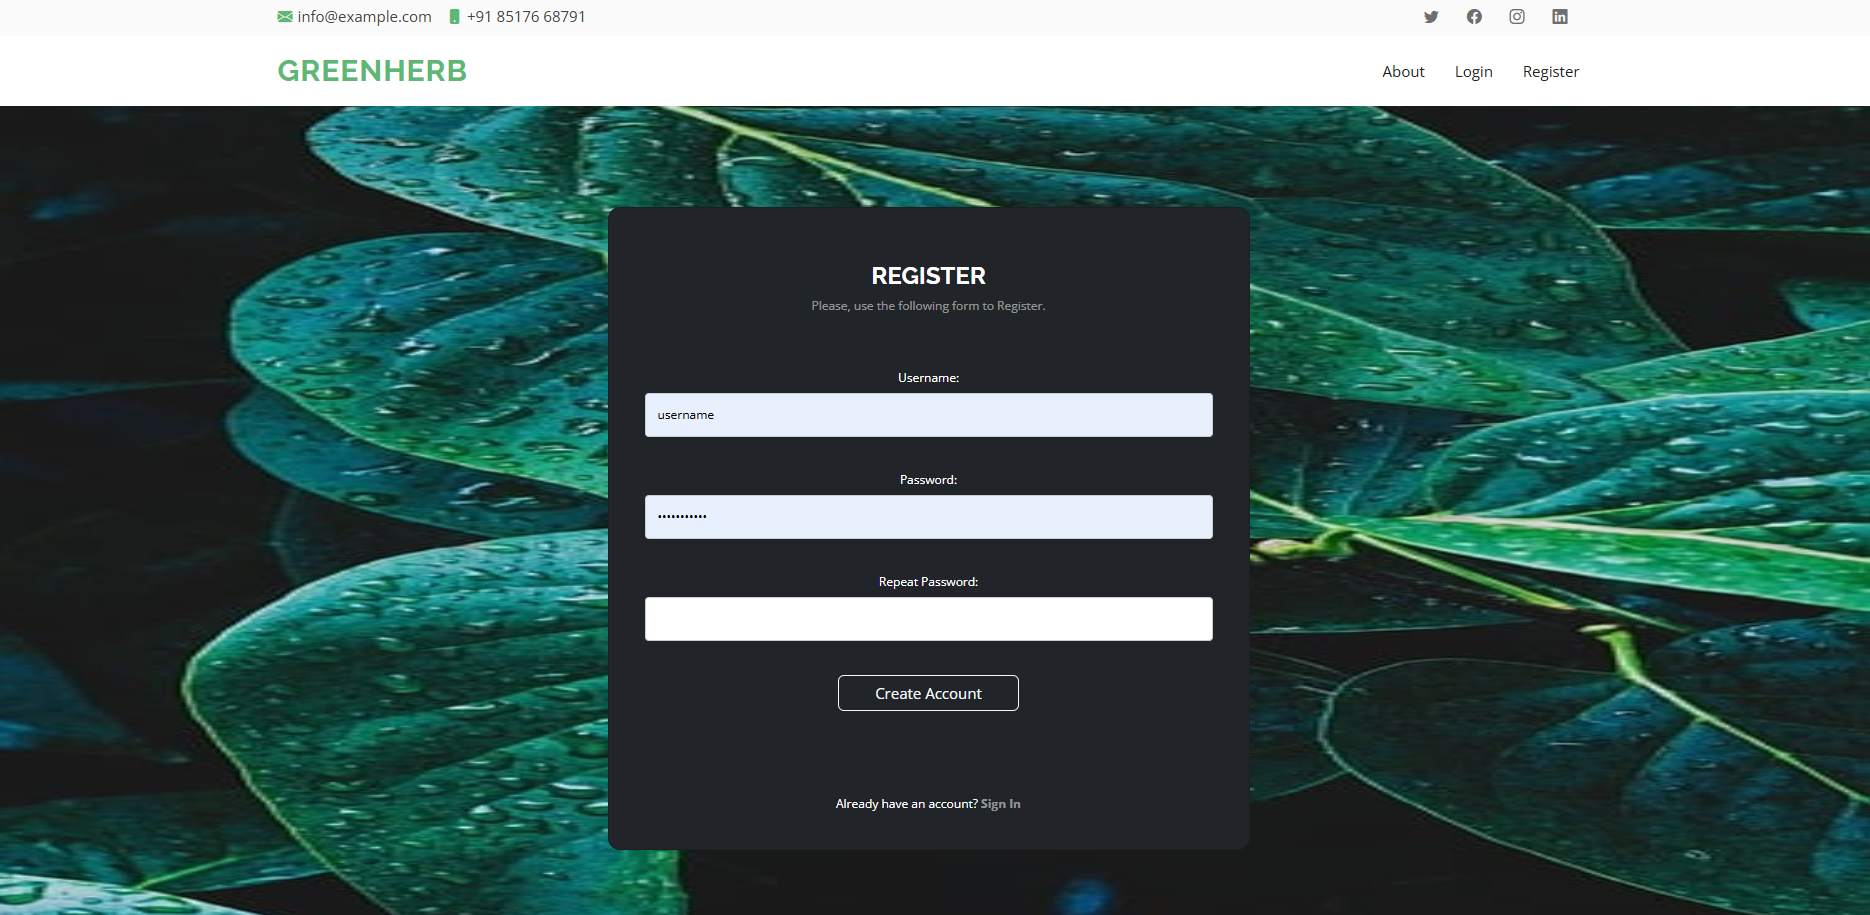 info@example.com +91 85176 68791
GREENHERB
About Login Register
REGISTER
Please, use the following form to Register.
Username:
username
Password:
•••••••••••
Repeat Password:
Create Account
Already have an account? Sign In